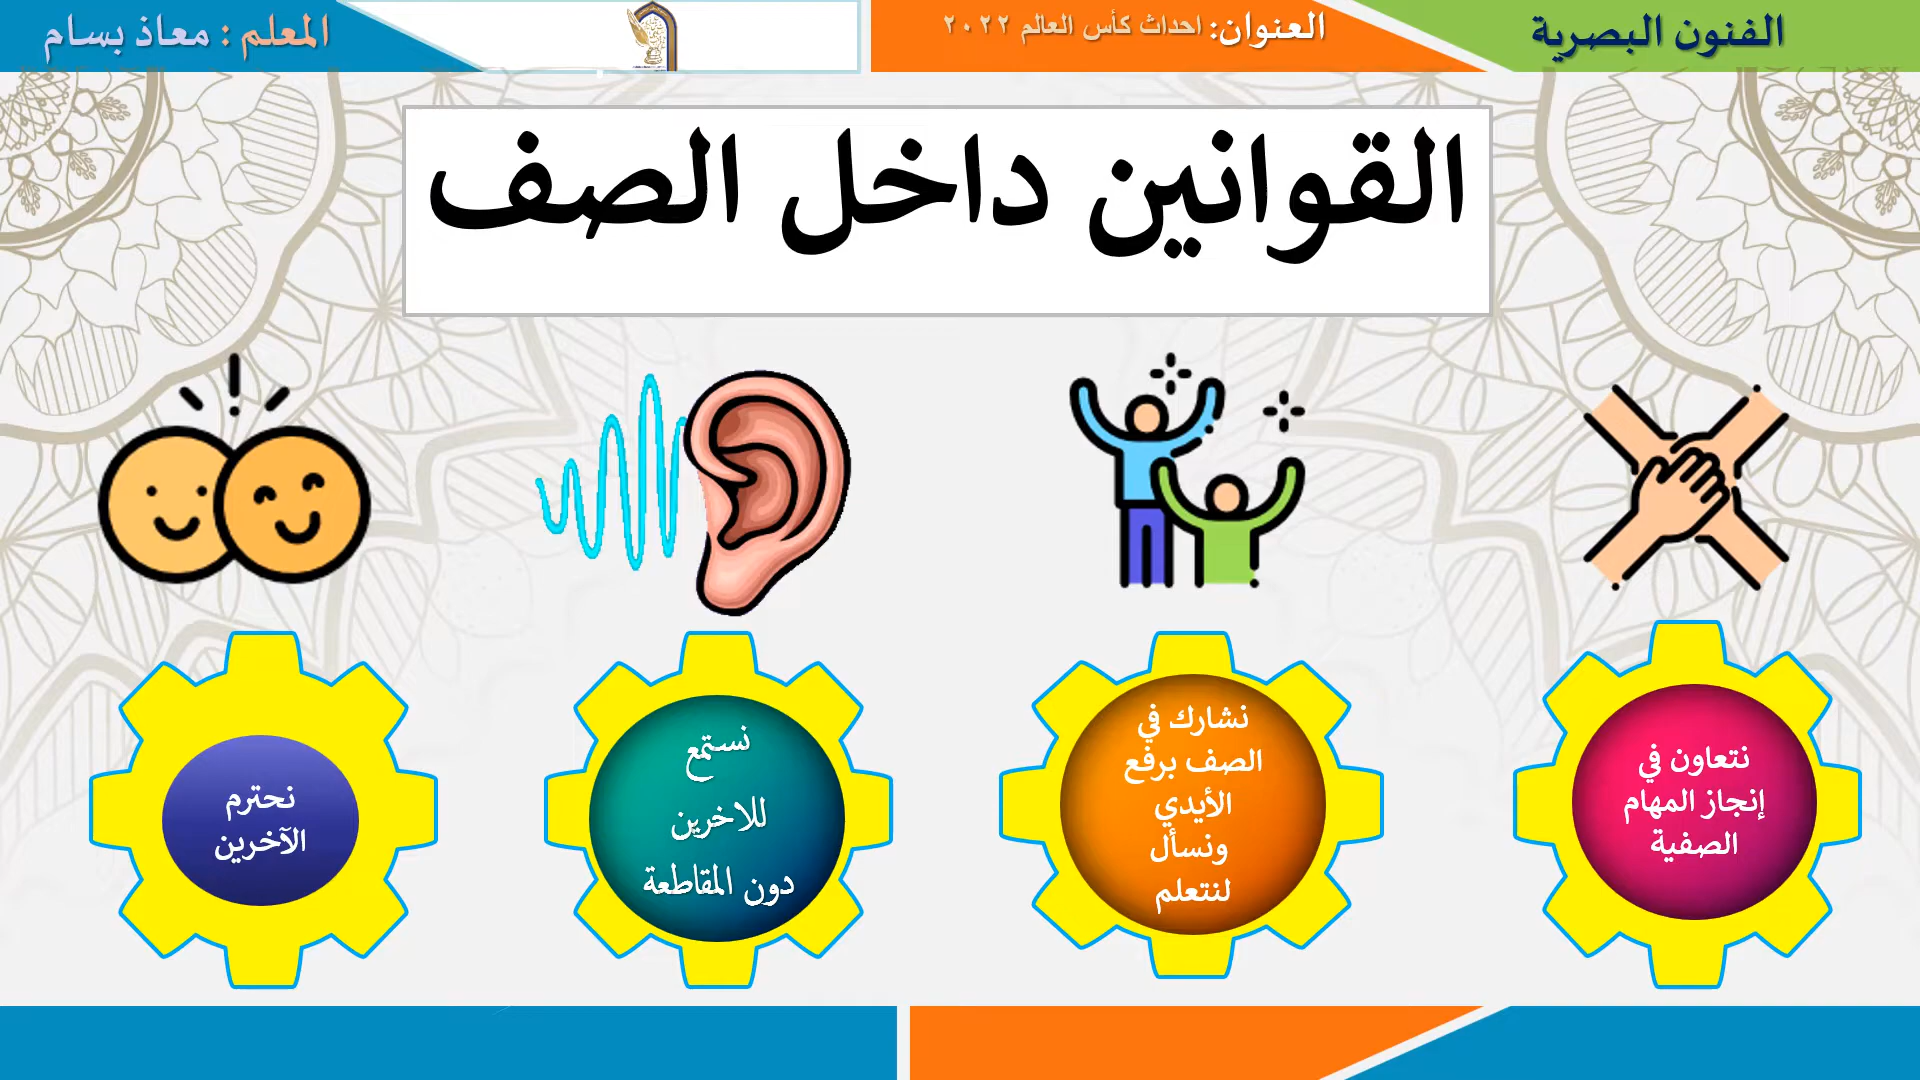 الفنون البصرية
العنوان: احداث كأس العالم ٢٠٢٢
المعلم : معاذ بسام
القوانين داخل الصف
نتعاون في
إنجاز المهام
الصفية
نشارك في
الصف برفع
الأيدي
ونسأل
لنتعلم
نستمع
للاخرين
دون المقاطعة
نحترم
الآخرين